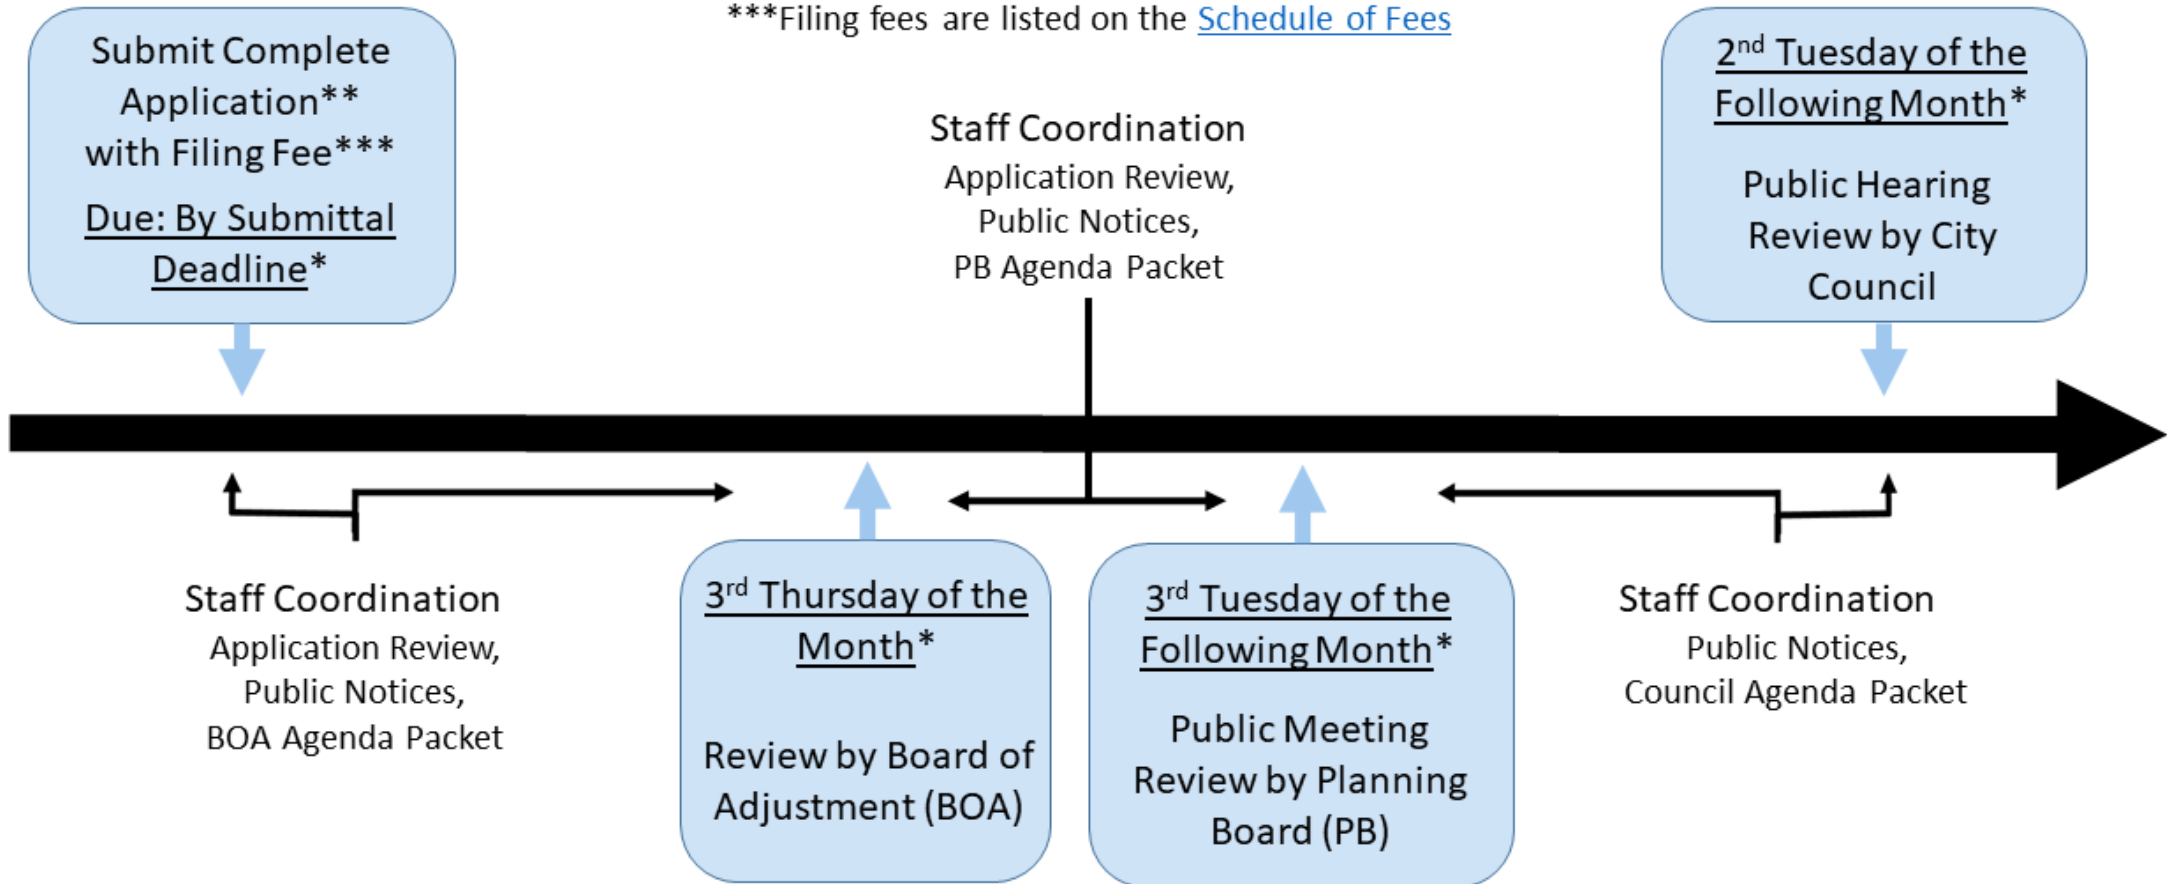 ***Filing fees are listed on the Schedule of Fees
Submit Complete
Application**
with Filing Fee***
Due: By Submittal
Deadline*
Staff Coordination
Application Review,
Public Notices,
PB Agenda Packet
2nd Tuesday of the
Following Month*
Public Hearing
Review by City
Council
Staff Coordination
Application Review,
Public Notices,
BOA Agenda Packet
3rd Thursday of the
Month*
Review by Board of
Adjustment (BOA)
3rd Tuesday of the
Following Month*
Public Meeting
Review by Planning
Board (PB)
Staff Coordination
Public Notices,
Council Agenda Packet